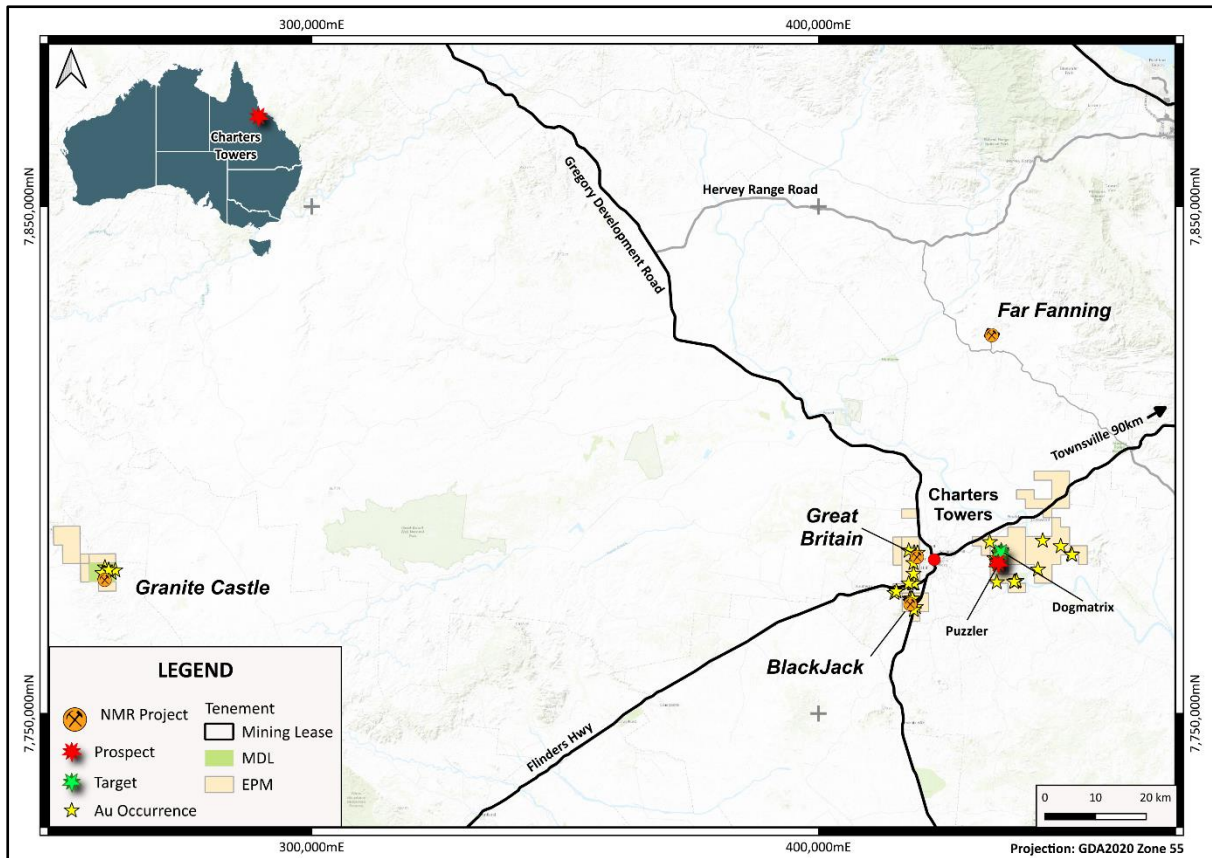 300,000mE
400,000mE
Charters
Towers
7,850,000mN
7,850,000mN
Gregory Development Road
Hervey Range Road
Far Fanning
Townsville 90km
Charters
Towers
Great
Britain
Granite Castle
Dogmatrix
Puzzler
BlackJack
Flinders Hwy
7,750,000mN
7,750,000mN
LEGEND
NMR Project
Prospect
Target
Au Occurrence
Tenement
Mining Lease
MDL
EPM
0 10 20 km
300,000mE
400,000mE
Projection: GDA2020 Zone 55